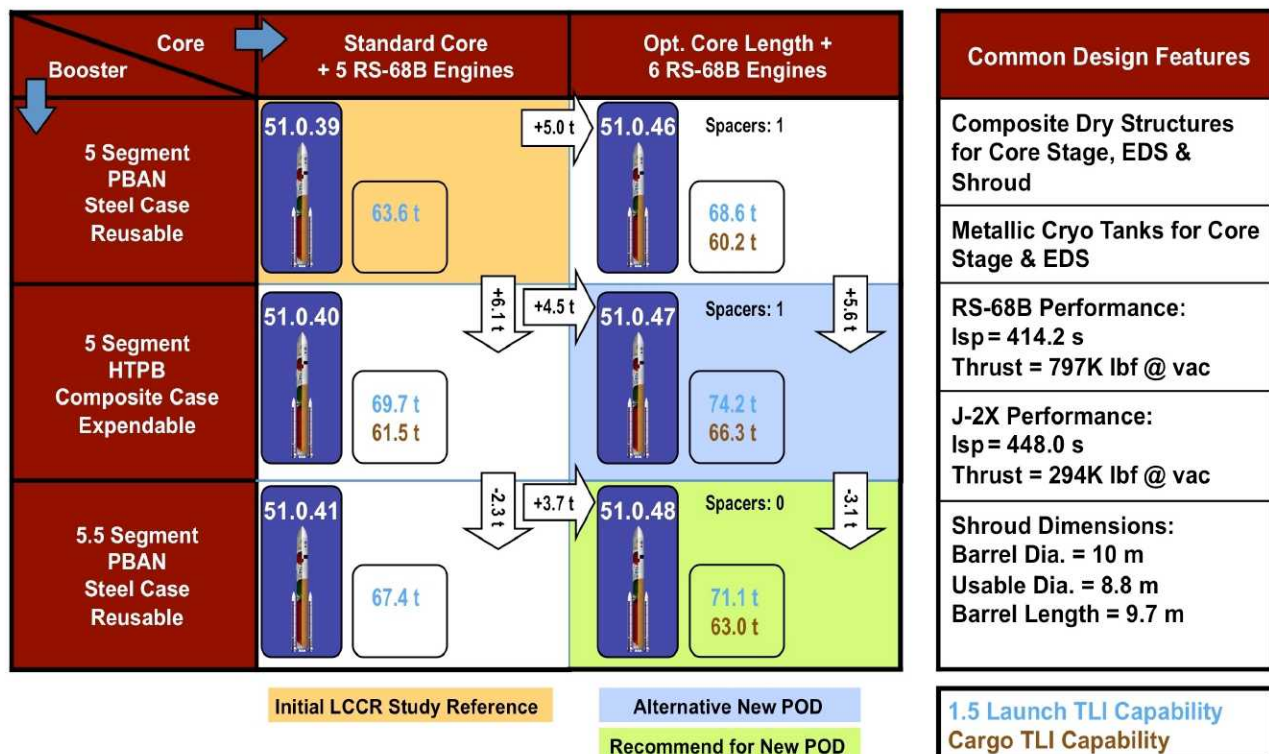 Core
Booster
Standard Core
+ 5 RS-68B Engines
Opt. Core Length +
6 RS-68B Engines
5 Segment
PBAN
Steel Case
Reusable
51.0.39
63.6 t
+5.0 t
51.0.46
Spacers: 1
68.6 t
60.2 t
+6.1 t
+5.6 t
5 Segment
HTPB
Composite Case
Expendable
51.0.40
69.7 t
61.5 t
+4.5 t
51.0.47
Spacers: 1
74.2 t
66.3 t
-2.3 t
-3.1 t
5.5 Segment
PBAN
Steel Case
Reusable
51.0.41
67.4 t
+3.7 t
51.0.48
Spacers: 0
71.1 t
63.0 t
Initial LCCR Study Reference
Alternative New POD
Recommend for New POD
Common Design Features
Composite Dry Structures
for Core Stage, EDS &
Shroud
Metallic Cryo Tanks for Core
Stage & EDS
RS-68B Performance:
Isp = 414.2 s
Thrust = 797K lbf @ vac
J-2X Performance:
Isp = 448.0 s
Thrust = 294K lbf @ vac
Shroud Dimensions:
Barrel Dia. = 10 m
Usable Dia. = 8.8 m
Barrel Length = 9.7 m
1.5 Launch TLI Capability
Cargo TLI Capability